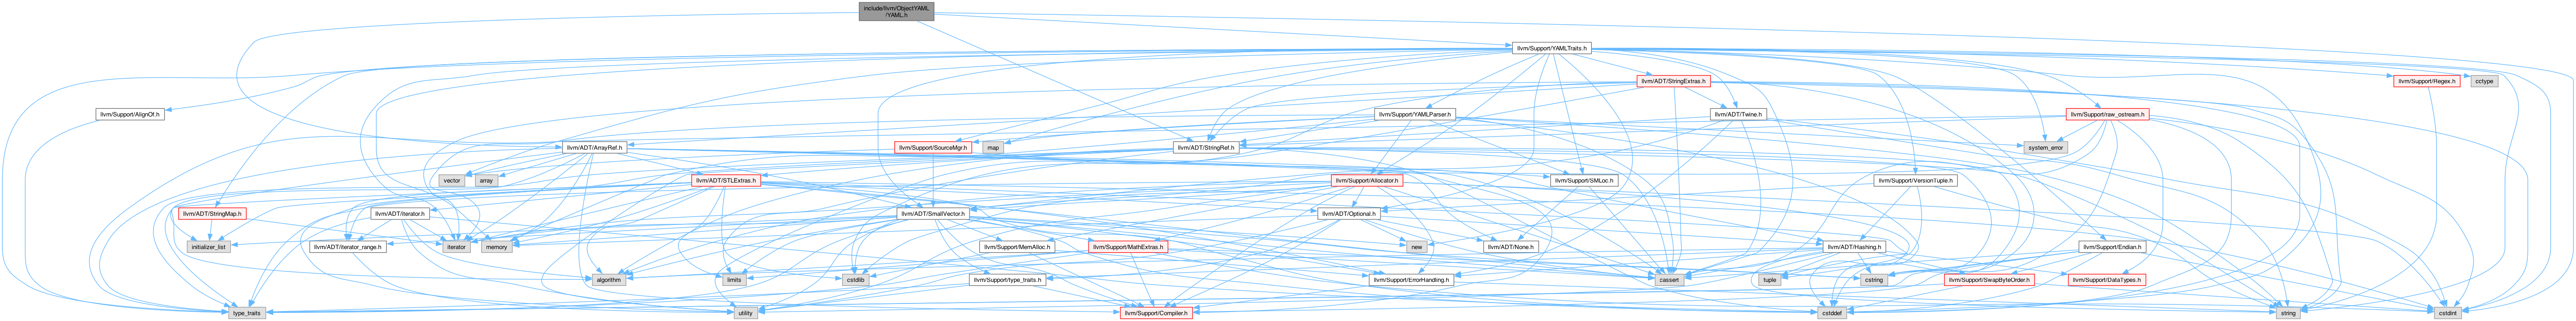 include/llvm/ObjectYAML
/YAML.h
llvm/Support/YAMLTraits.h
llvm/ADT/StringExtras.h
llvm/Support/Regex.h
cctype
llvm/Support/AlignOf.h
llvm/Support/YAMLParser.h
llvm/ADT/Twine.h
llvm/Support/raw_ostream.h
llvm/ADT/ArrayRef.h
llvm/Support/SourceMgr.h
map
llvm/ADT/StringRef.h
system_error
vector
array
llvm/ADT/STLExtras.h
llvm/Support/Allocator.h
llvm/Support/SMLoc.h
llvm/Support/VersionTuple.h
llvm/ADT/StringMap.h
llvm/ADT/iterator.h
llvm/ADT/SmallVector.h
llvm/ADT/Optional.h
initializer_list
llvm/ADT/iterator_range.h
iterator
memory
llvm/Support/MemAlloc.h
llvm/Support/MathExtras.h
new
llvm/ADT/None.h
llvm/ADT/Hashing.h
llvm/Support/Endian.h
algorithm
limits
cstdlib
llvm/Support/type_traits.h
llvm/Support/ErrorHandling.h
cassert
tuple
cstring
llvm/Support/SwapByteOrder.h
llvm/Support/DataTypes.h
type_traits
utility
llvm/Support/Compiler.h
cstddef
string
cstdint